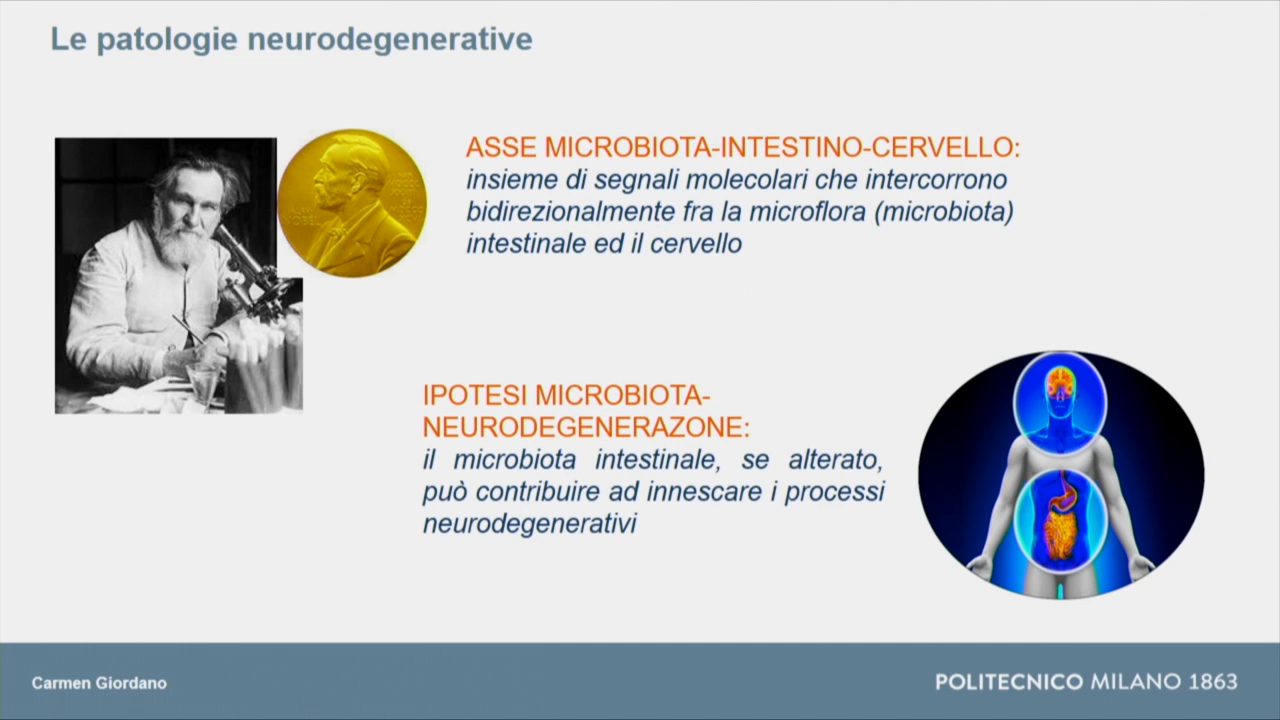 Le patologie neurodegenerative
ASSE MICROBIOTA-INTESTINO-CERVELLO:
insieme di segnali molecolari che intercorrono
bidirezionalmente fra la microflora (microbiota)
intestinale ed il cervello
IPOTESI MICROBIOTA-
NEURODEGENERAZONE:
il microbiota intestinale, se alterato,
può contribuire ad innescare i processi
neurodegenerativi
Carmen Giordano
POLITECNICO MILANO 1863